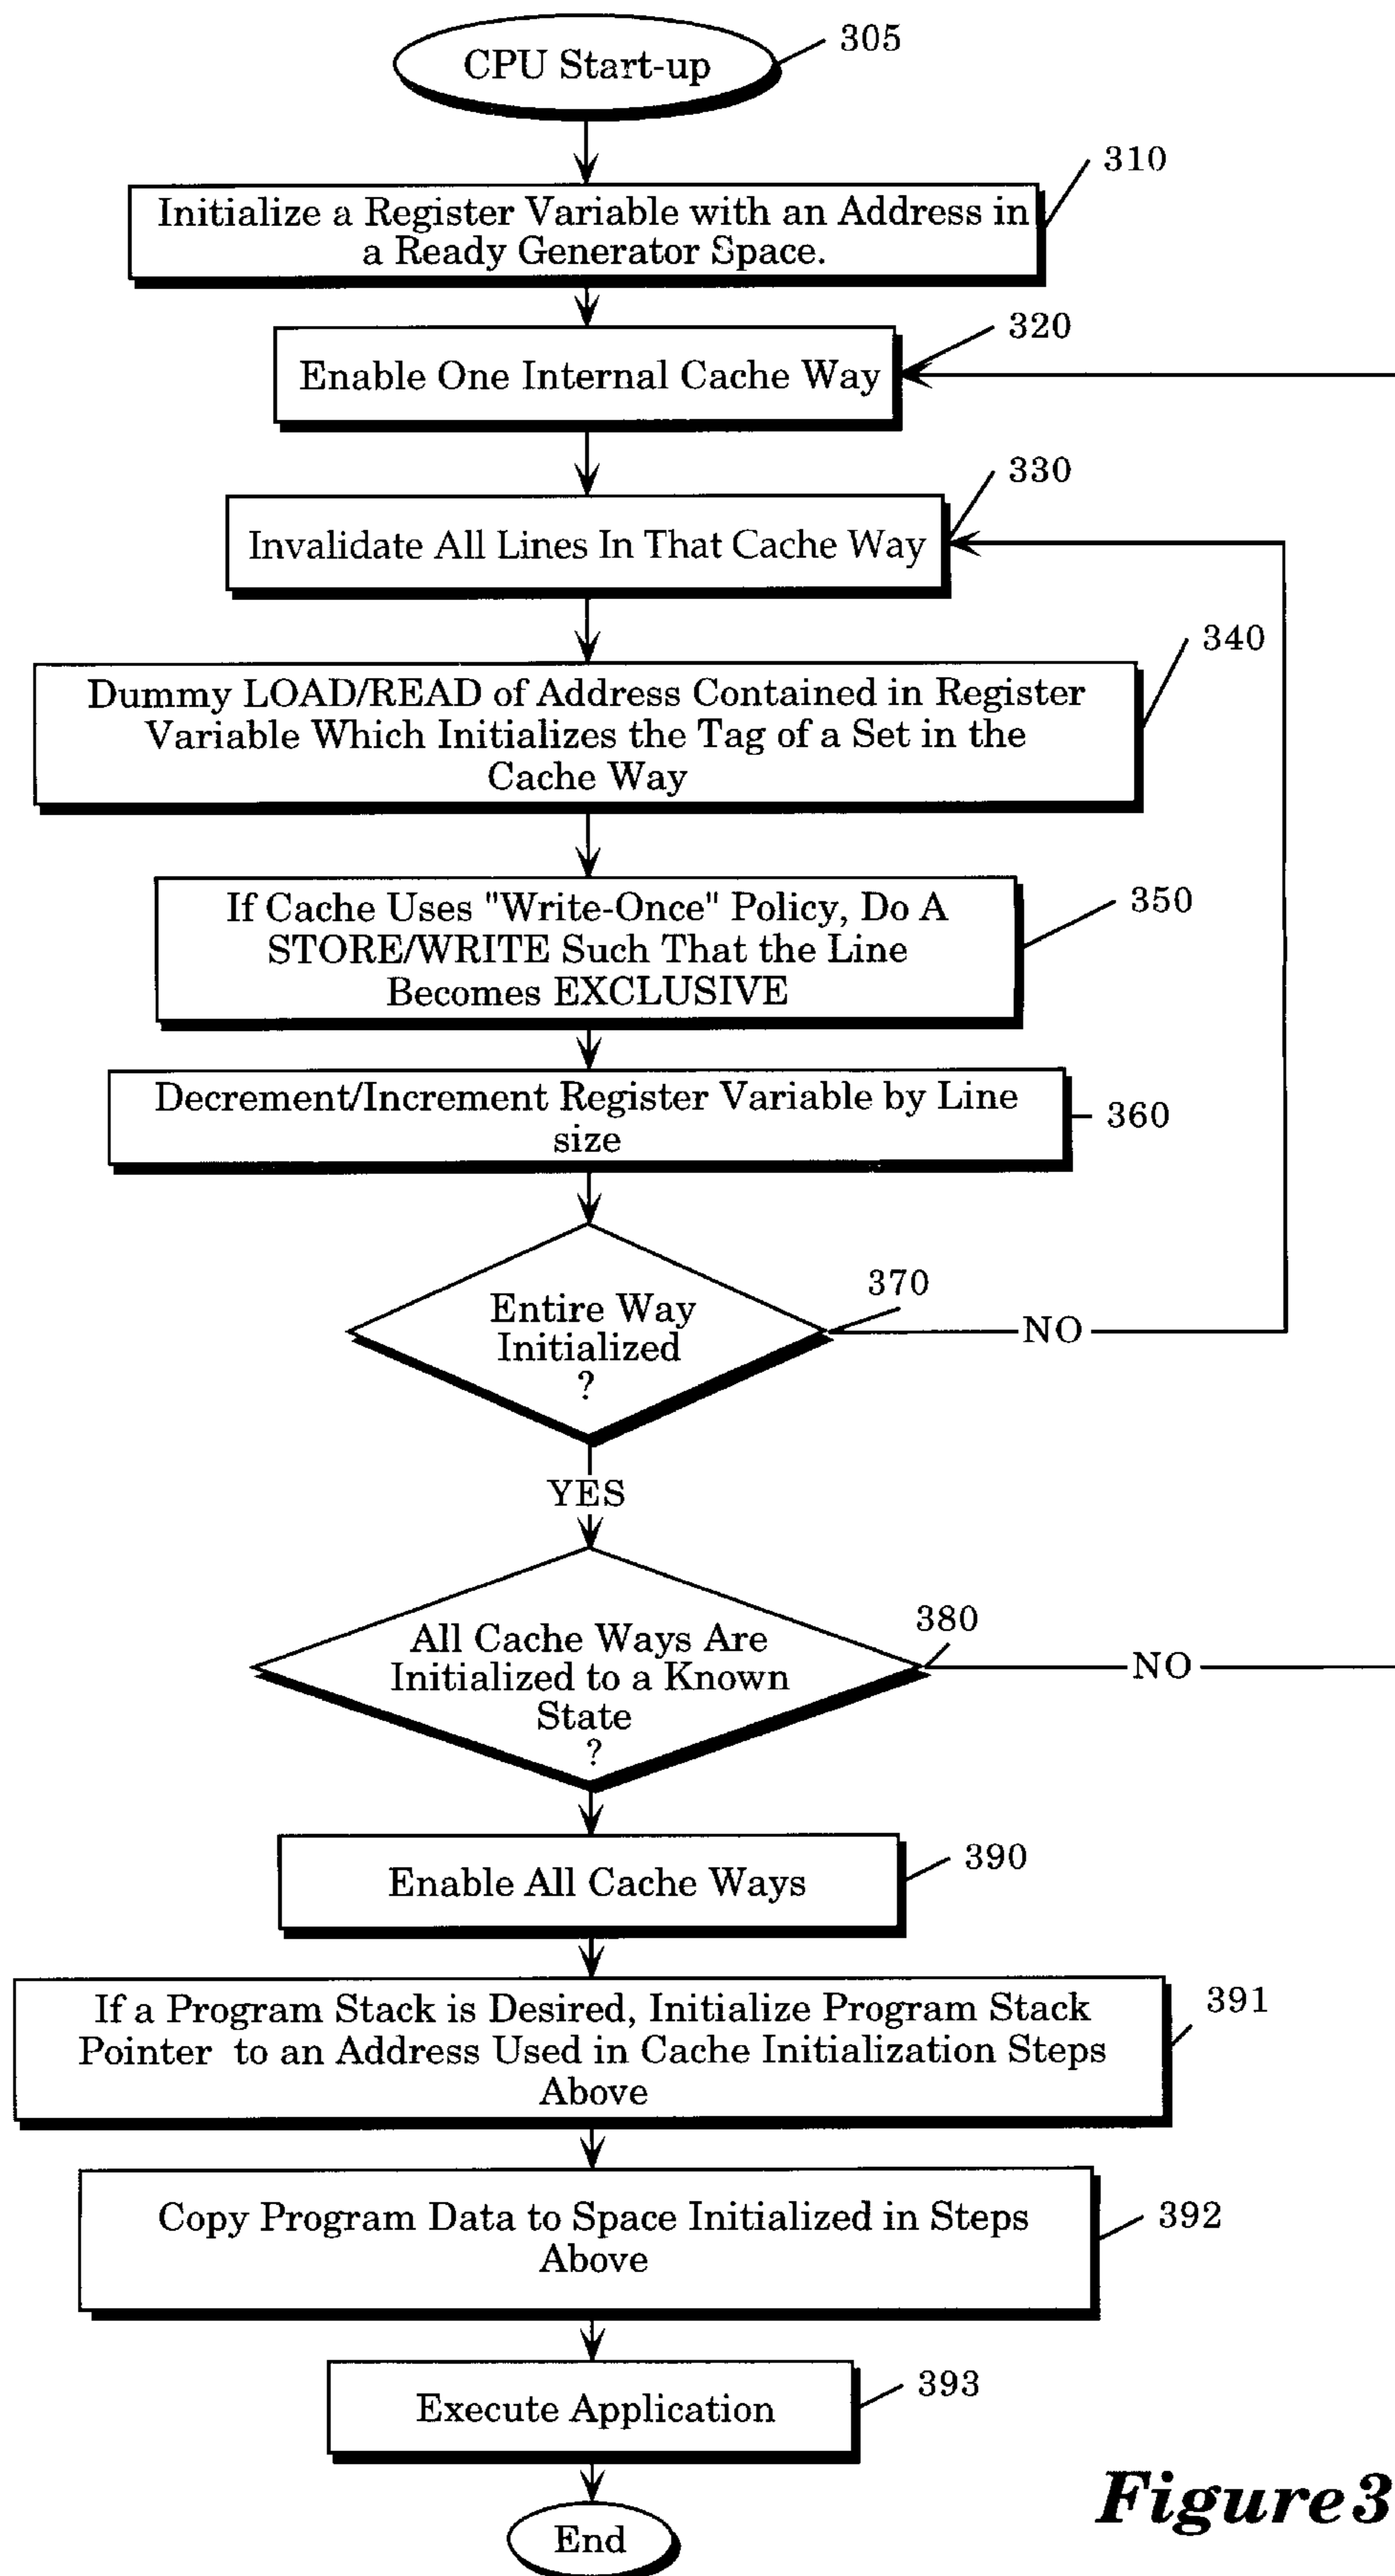 CPU Start-up
305
310
Initialize a Register Variable with an Address in
a Ready Generator Space.
320
Enable One Internal Cache Way
330
Invalidate All Lines In That Cache Way
340
Dummy LOAD/READ of Address Contained in Register
Variable Which Initializes the Tag of a Set in the
Cache Way
350
If Cache Uses "Write-Once" Policy, Do A
STORE/WRITE Such That the Line
Becomes EXCLUSIVE
Decrement/Increment Register Variable by Line
size
360
370
Entire Way
Initialized
?
NO
YES
380
All Cache Ways Are
Initialized to a Known
State
?
NO
390
Enable All Cache Ways
391
If a Program Stack is Desired, Initialize Program Stack
Pointer to an Address Used in Cache Initialization Steps
Above
392
Copy Program Data to Space Initialized in Steps
Above
393
Execute Application
End
Figure 3